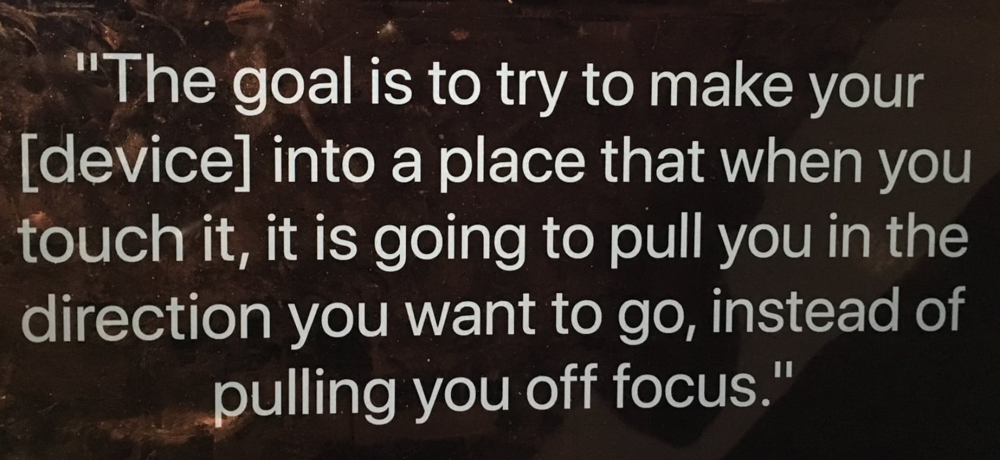 "The goal is to try to make your
[device] into a place that when you
touch it, it is going to pull you in the
direction you want to go, instead of
pulling you off focus."